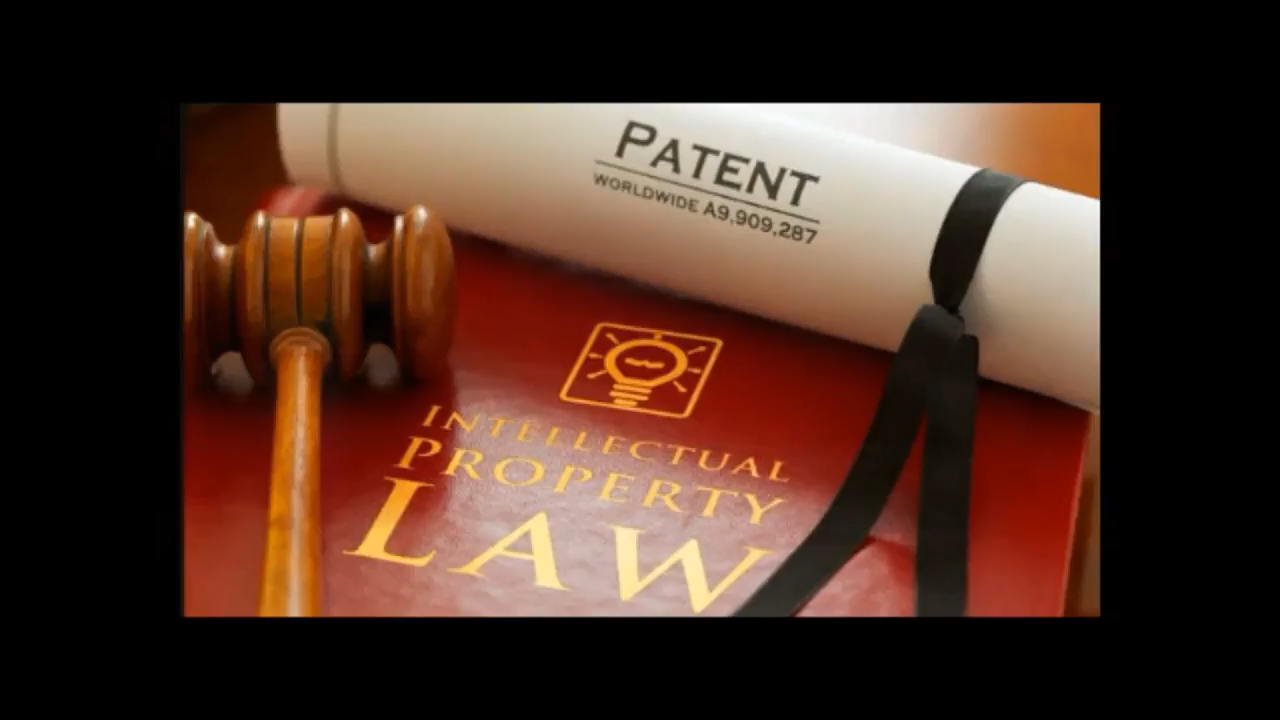 PATENT
WORLDWIDE A9,909,287
INTELLECTUAL
PROPERTY
LAW